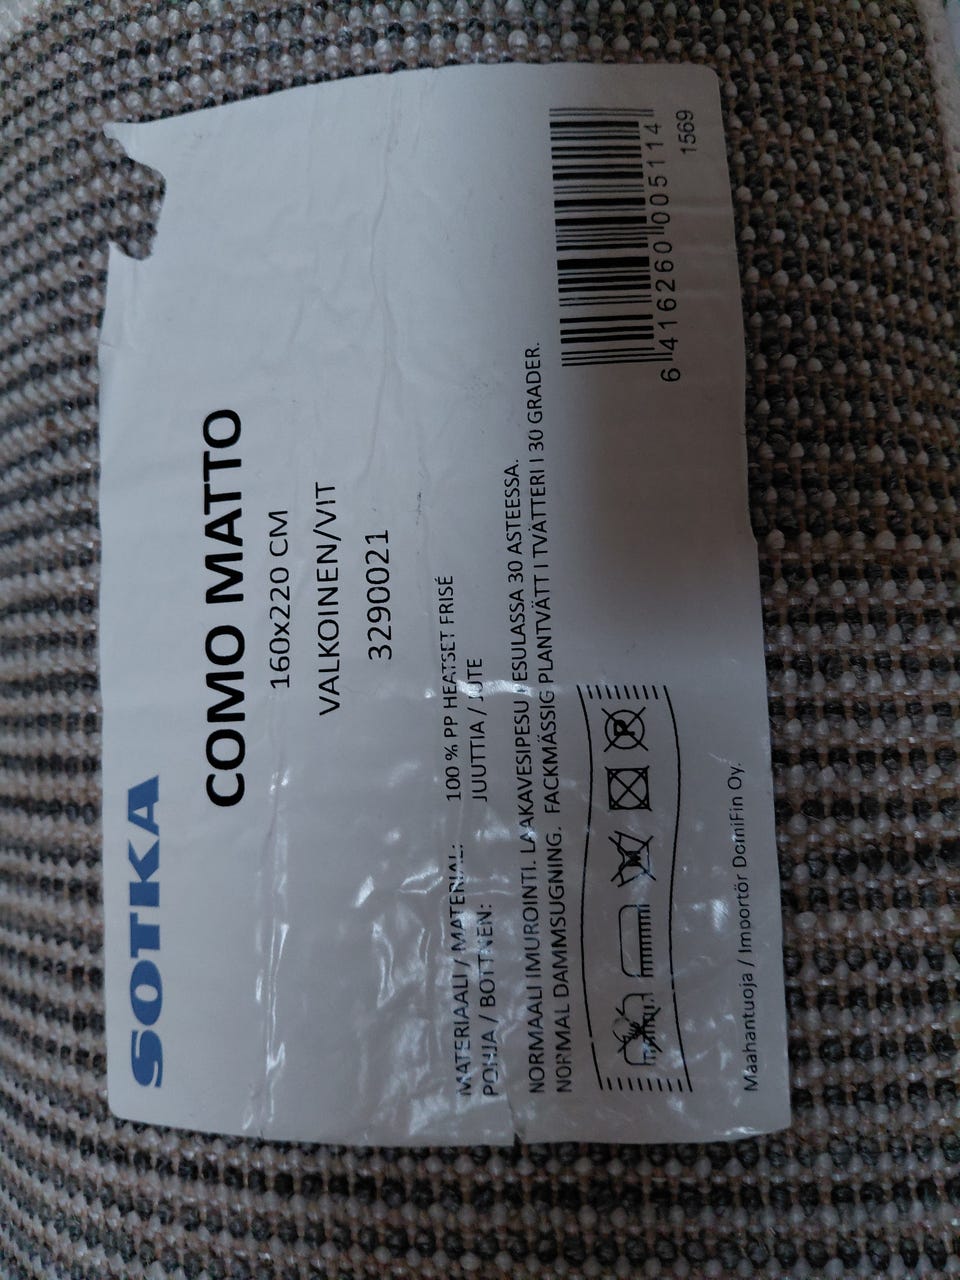 SOTKA
COMO MATTO
160x220 CM
VALKOINEN/VIT
3290021
MATERIAALI / MATERIAL: 100 % PP HEATSET FRISÉ
POHJA / BOTTNEN: JUUTTIA / JUTE
NORMAALI IMUROINTI. LAAKAVESIPESU PESULASSA 30 ASTEESSA.
NORMAL DAMMSUGNING. FACKMÄSSIG PLANTVÄTT I TVÄTTERI I 30 GRADER.
P
6 416260 005114
1569
Maahantuoja / Importör DomiFin Oy.